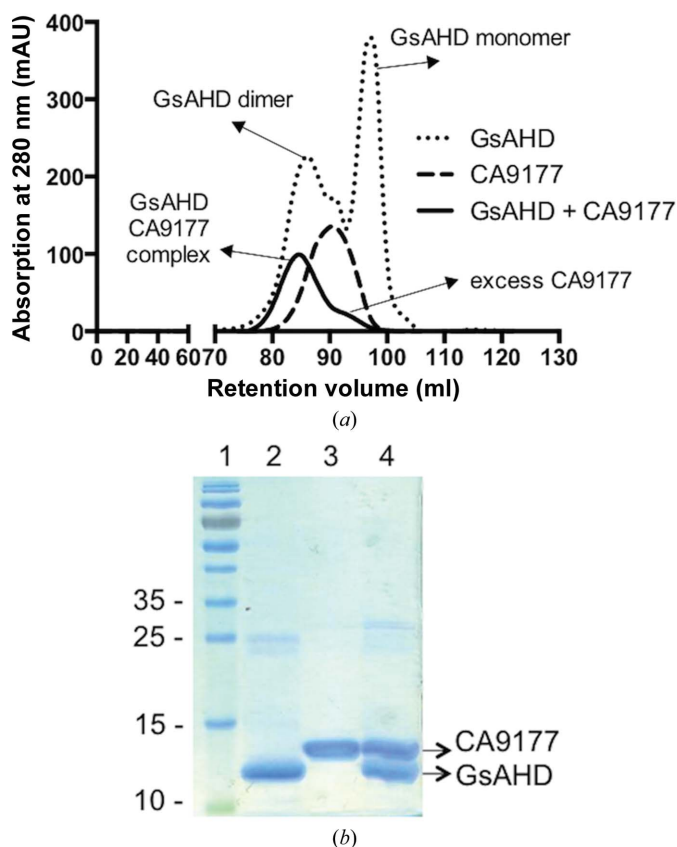 400
300
200
100
0
Absorption at 280 nm (mAU)
GsAHD monomer
GsAHD dimer
GsAHD
CA9177
complex
GsAHD
CA9177
GsAHD + CA9177
excess CA9177
0 20 40 60 70 80 90 100 110 120 130
Retention volume (ml)
(a)
1 2 3 4
35 -
25 -
15 -
10 -
CA9177
GsAHD
(b)